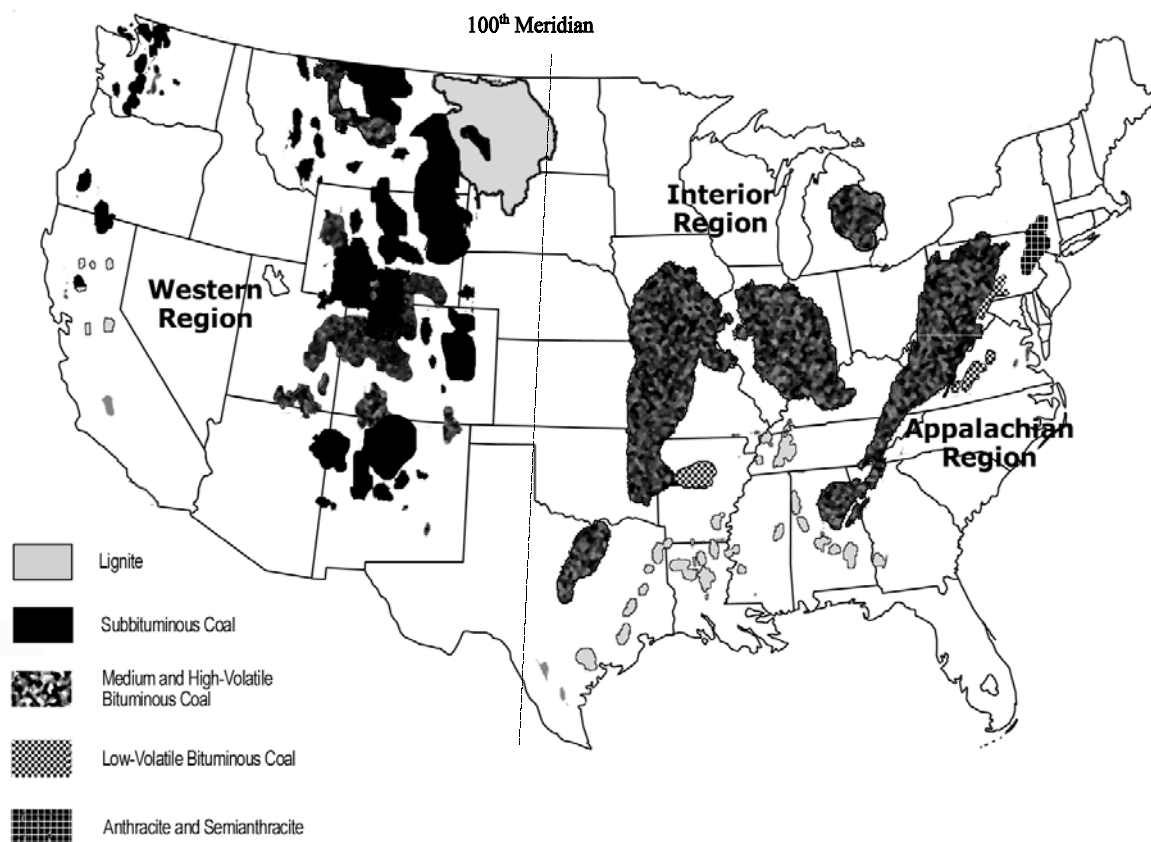 100th Meridian
Interior
Region
Western
Region
Appalachian
Region
Lignite
Subbituminous Coal
Medium and High-Volatile
Bituminous Coal
Low-Volatile Bituminous Coal
Anthracite and Semianthracite